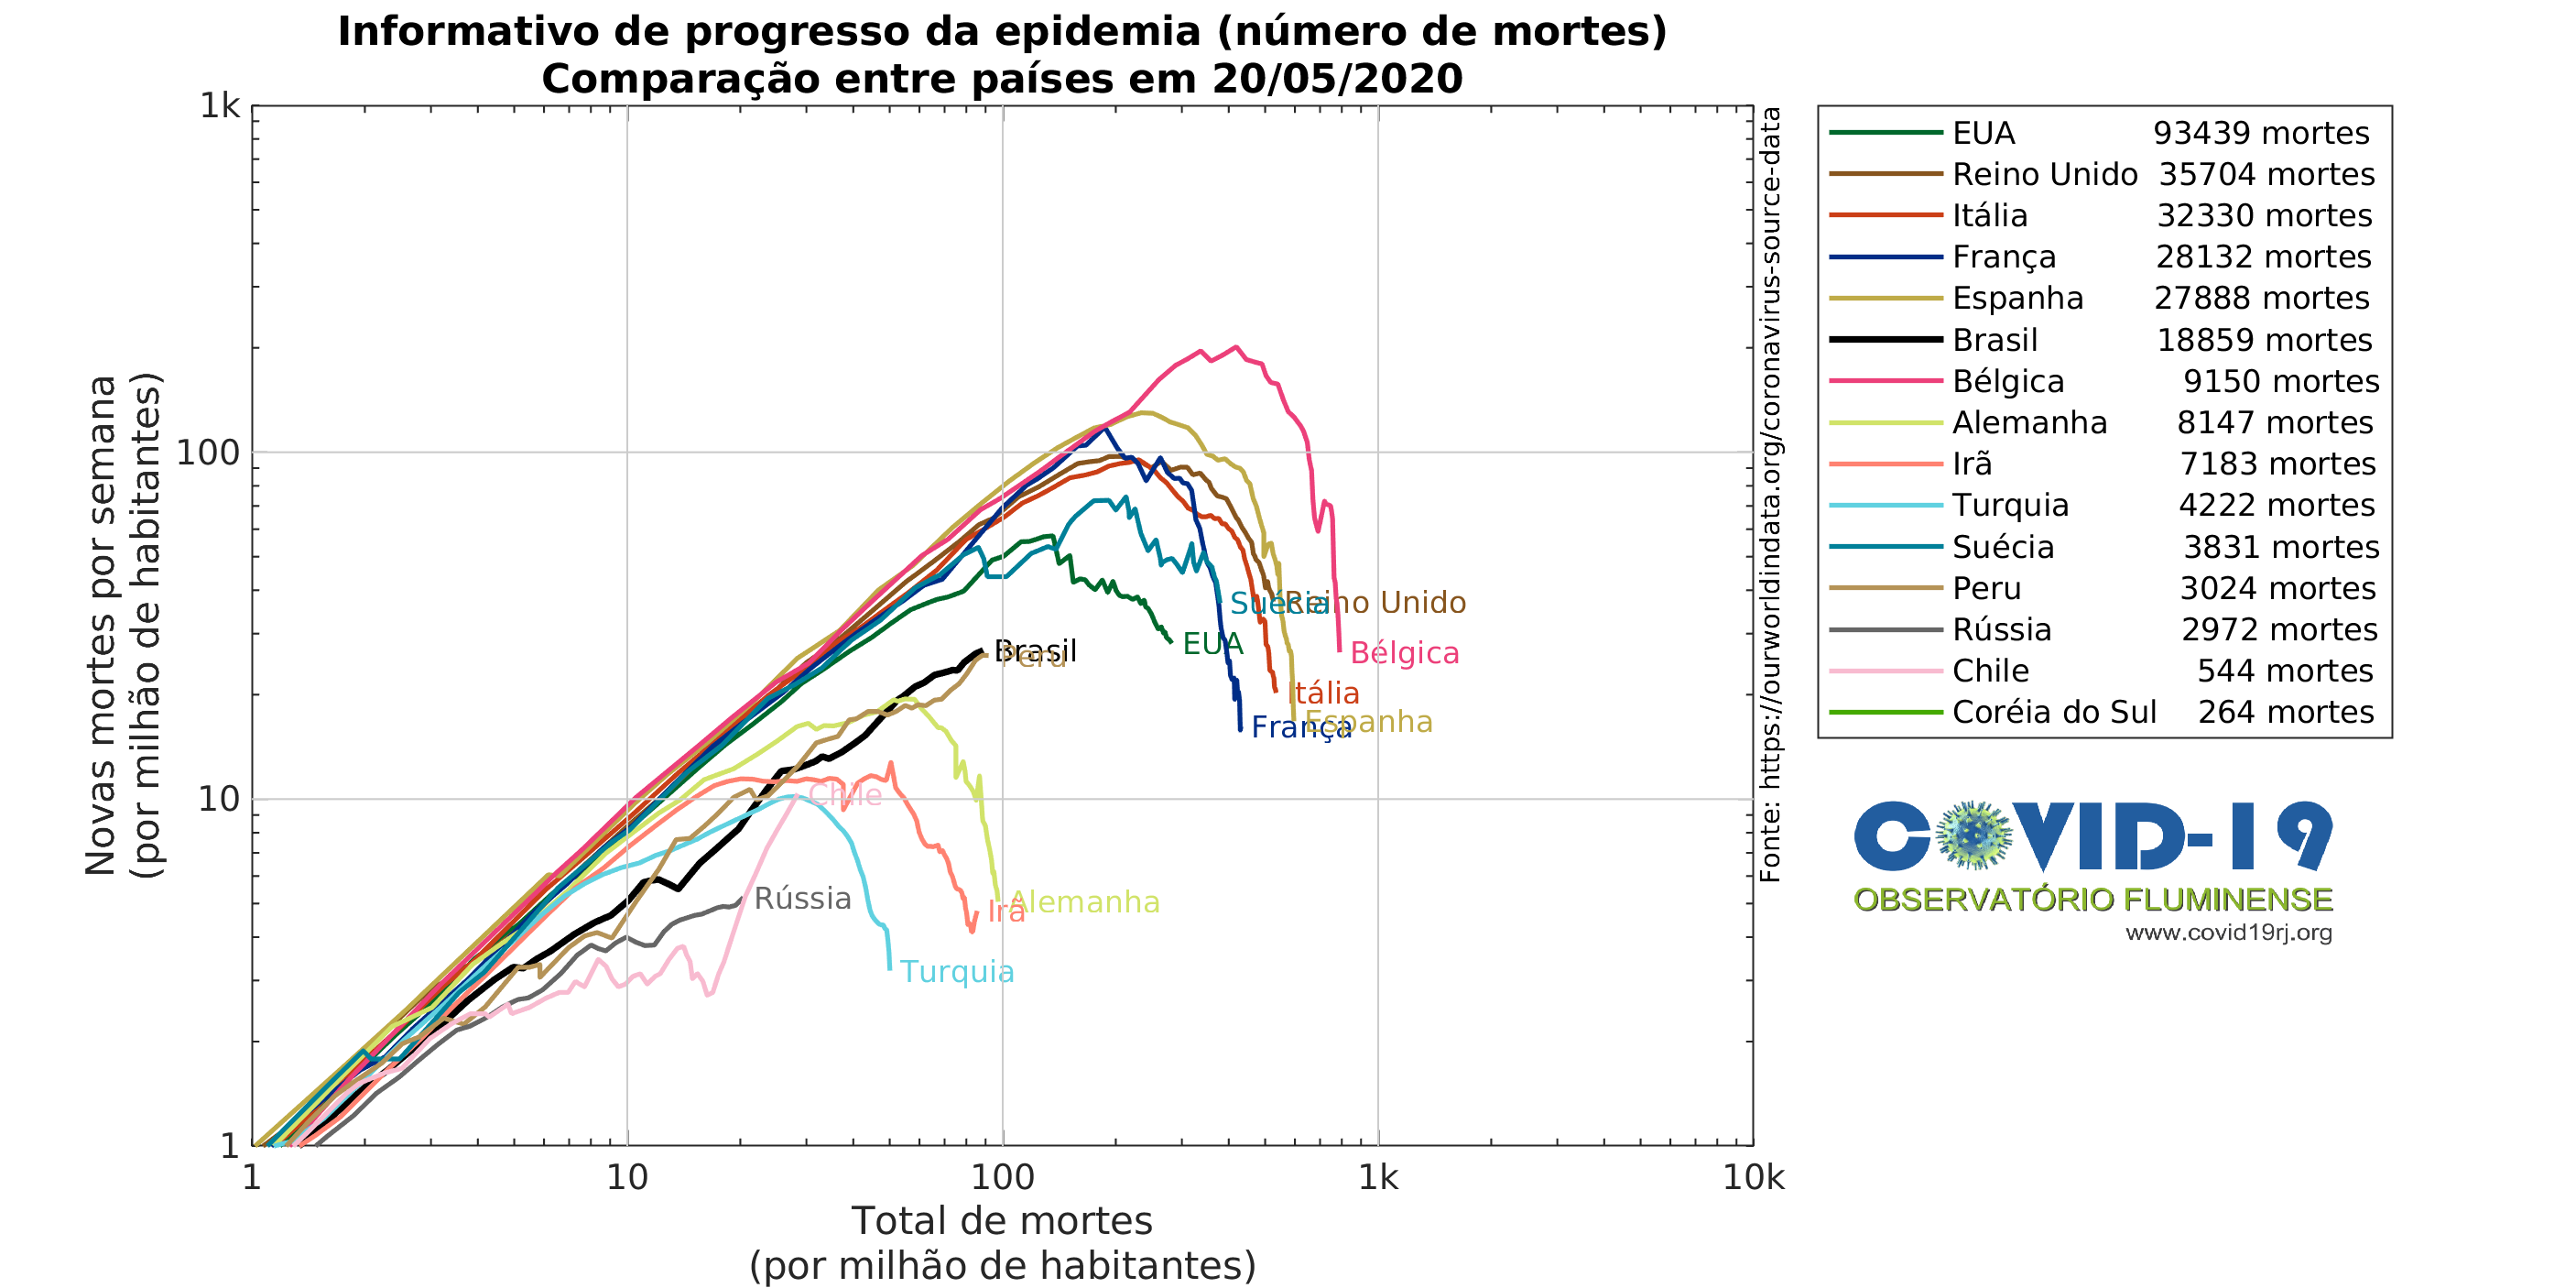 Informativo de progresso da epidemia (número de mortes)
Comparação entre países em 20/05/2020
1k
100
10
1
Novas mortes por semana
(por milhão de habitantes)
1
10
100
1k
10k
Total de mortes
(por milhão de habitantes)
Suécia
Reino Unido
EUA
Bélgica
Brasil
Peru
Itália
Espanha
França
Chile
Rússia
Irã
Alemanha
Turquia
Fonte: https://ourworldindata.org/coronavirus-source-data
EUA 93439 mortes
Reino Unido 35704 mortes
Itália 32330 mortes
França 28132 mortes
Espanha 27888 mortes
Brasil 18859 mortes
Bélgica 9150 mortes
Alemanha 8147 mortes
Irã 7183 mortes
Turquia 4222 mortes
Suécia 3831 mortes
Peru 3024 mortes
Rússia 2972 mortes
Chile 544 mortes
Coréia do Sul 264 mortes
COVID-19
OBSERVATÓRIO FLUMINENSE
www.covid19rj.org